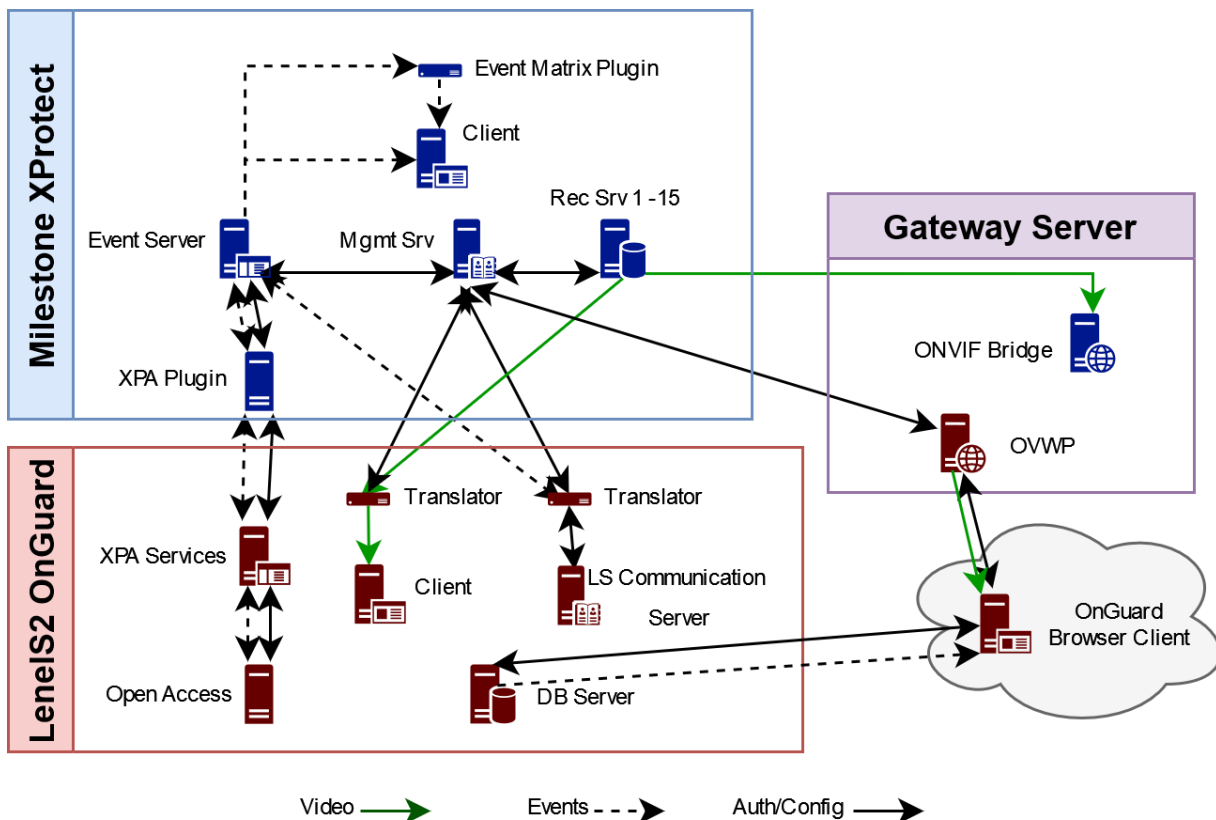 Milestone XProtect
Event Matrix Plugin
Client
Rec Srv 1 -15
Event Server
Mgmt Srv
XPA Plugin
Gateway Server
ONVIF Bridge
OVWP
LenelS2 OnGuard
Translator
Translator
XPA Services
Client
LS Communication
Server
Open Access
DB Server
OnGuard
Browser Client
Video
Events
Auth/Config